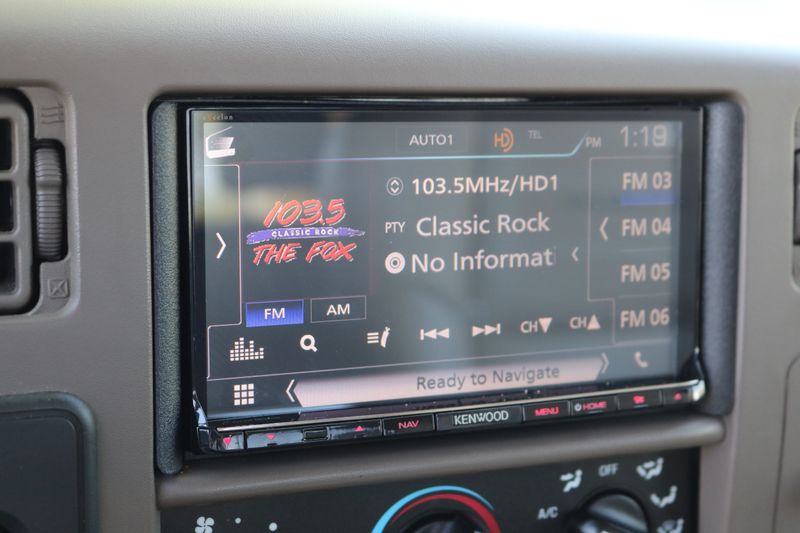 excelon
AUTO1
HD
TEL
PM 1:19
103.5
CLASSIC ROCK
THE FOX
103.5MHz/HD1
PTY Classic Rock
No Informat
FM 03
FM 04
FM 05
FM 06
FM AM
CH▼ CH▲
Ready to Navigate
NAV KENWOOD MENU HOME
A/C OFF